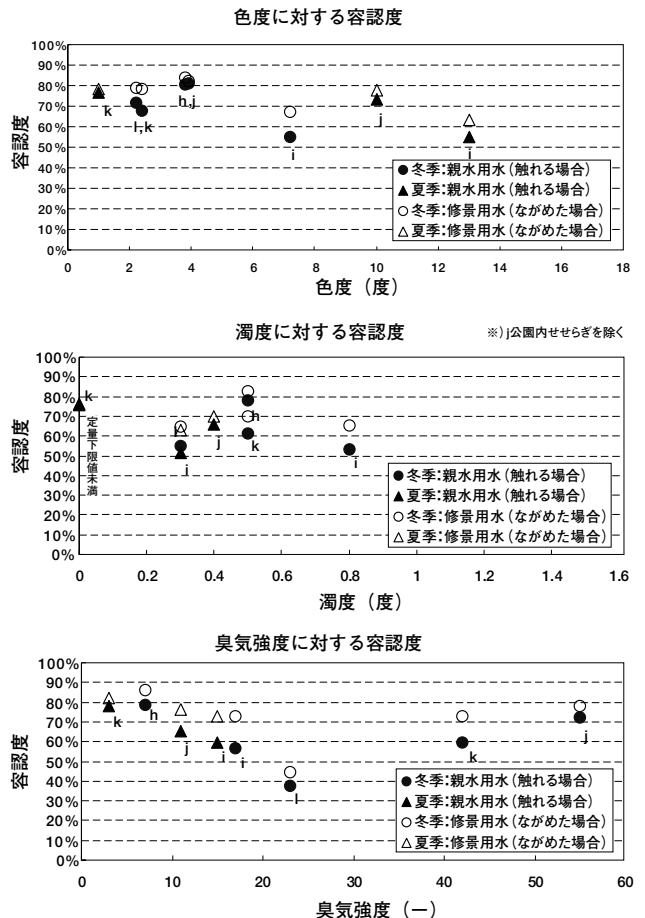 色度に対する容認度
100%
90%
80%
70%
60%
50%
40%
30%
20%
10%
0%
容認度
k
l,k
h,j
i
j
i
●冬季：親水用水（触れる場合）
▲夏季：親水用水（触れる場合）
○冬季：修景用水（ながめた場合）
△夏季：修景用水（ながめた場合）
0 2 4 6 8 10 12 14 16 18
色度（度）
濁度に対する容認度
※）j公園内せせらぎを除く
100%
90%
80%
70%
60%
50%
40%
30%
20%
10%
0%
容認度
k
定量下限値未満
l
i
j
h
k
i
●冬季：親水用水（触れる場合）
▲夏季：親水用水（触れる場合）
○冬季：修景用水（ながめた場合）
△夏季：修景用水（ながめた場合）
0 0.2 0.4 0.6 0.8 1 1.2 1.4 1.6
濁度（度）
臭気強度に対する容認度
100%
90%
80%
70%
60%
50%
40%
30%
20%
10%
0%
容認度
k
h
j
i
i
l
k
j
●冬季：親水用水（触れる場合）
▲夏季：親水用水（触れる場合）
○冬季：修景用水（ながめた場合）
△夏季：修景用水（ながめた場合）
0 10 20 30 40 50 60
臭気強度（ー）